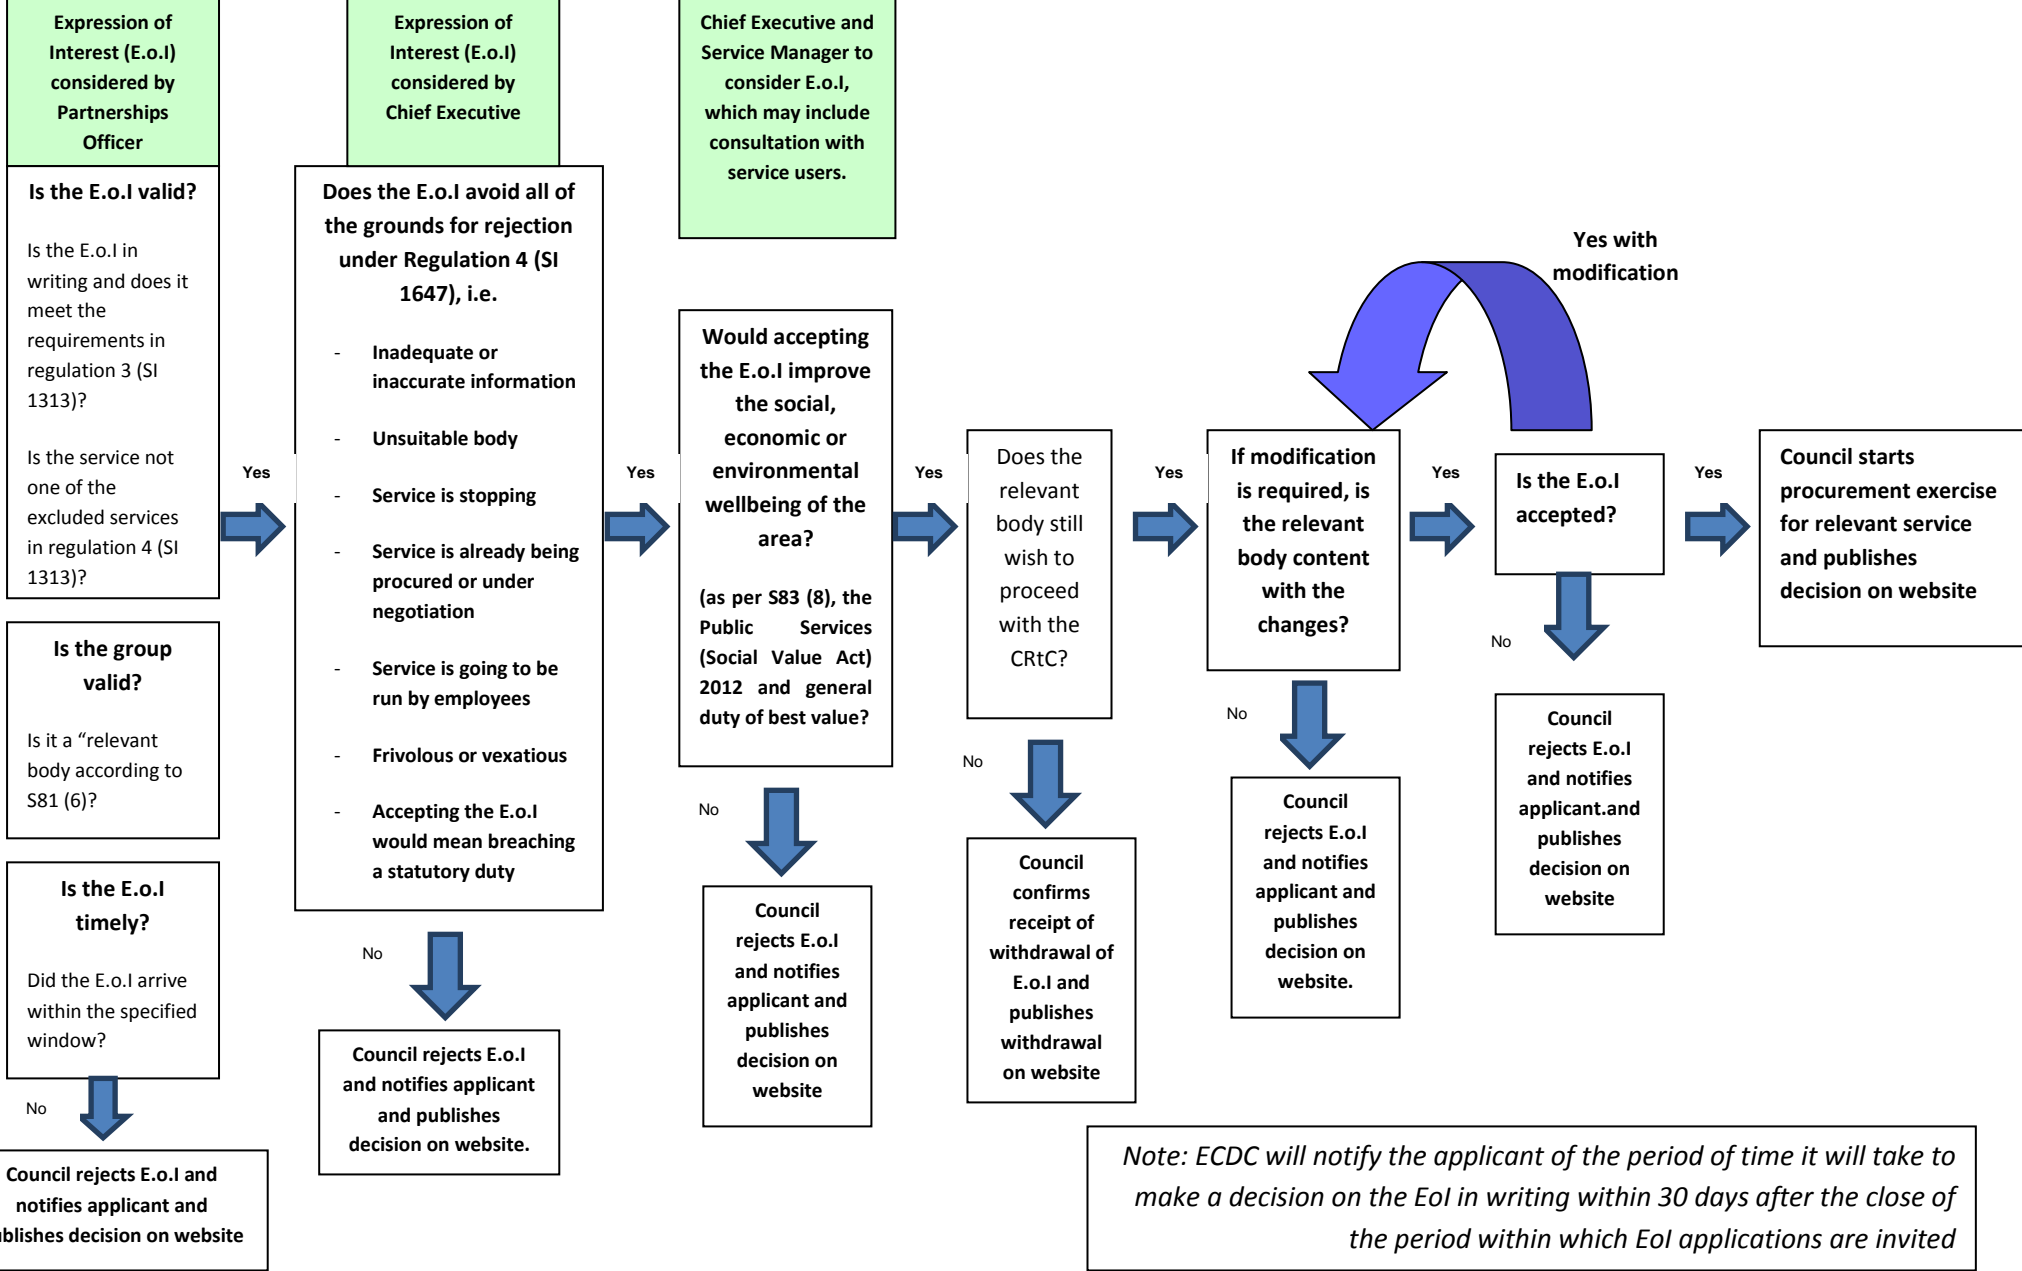 Expression of
Interest (E.o.I)
considered by
Partnerships
Officer
Is the E.o.I valid?
Is the E.o.I in
writing and does it
meet the
requirements in
regulation 3 (SI
1313)?
Is the service not
one of the
excluded services
in regulation 4 (SI
1313)?
Is the group
valid?
Is it a “relevant
body according to
S81 (6)?
Is the E.o.I
timely?
Did the E.o.I arrive
within the specified
window?
No
Council rejects E.o.I and
notifies applicant and
blishes decision on website
Yes
Expression of
Interest (E.o.I)
considered by
Chief Executive
Does the E.o.I avoid all of
the grounds for rejection
under Regulation 4 (SI
1647), i.e.
- Inadequate or
inaccurate information
- Unsuitable body
- Service is stopping
- Service is already being
procured or under
negotiation
- Service is going to be
run by employees
- Frivolous or vexatious
- Accepting the E.o.I
would mean breaching
a statutory duty
No
Council rejects E.o.I
and notifies applicant
and publishes
decision on website.
Yes
Chief Executive and
Service Manager to
consider E.o.I,
which may include
consultation with
service users.
Would accepting
the E.o.I improve
the social,
economic or
environmental
wellbeing of the
area?
(as per S83 (8), the
Public Services
(Social Value Act)
2012 and general
duty of best value?
No
Council
rejects E.o.I
and notifies
applicant and
publishes
decision on
website
Yes
Does the
relevant
body still
wish to
proceed
with the
CRtC?
No
Council
confirms
receipt of
withdrawal of
E.o.I and
publishes
withdrawal
on website
Yes
If modification
is required, is
the relevant
body content
with the
changes?
No
Council
rejects E.o.I
and notifies
applicant and
publishes
decision on
website.
Yes
Yes with
modification
Is the E.o.I
accepted?
No
Council
rejects E.o.I
and notifies
applicant.and
publishes
decision on
website
Yes
Council starts
procurement exercise
for relevant service
and publishes
decision on website
Note: ECDC will notify the applicant of the period of time it will take to
make a decision on the EoI in writing within 30 days after the close of
the period within which EoI applications are invited